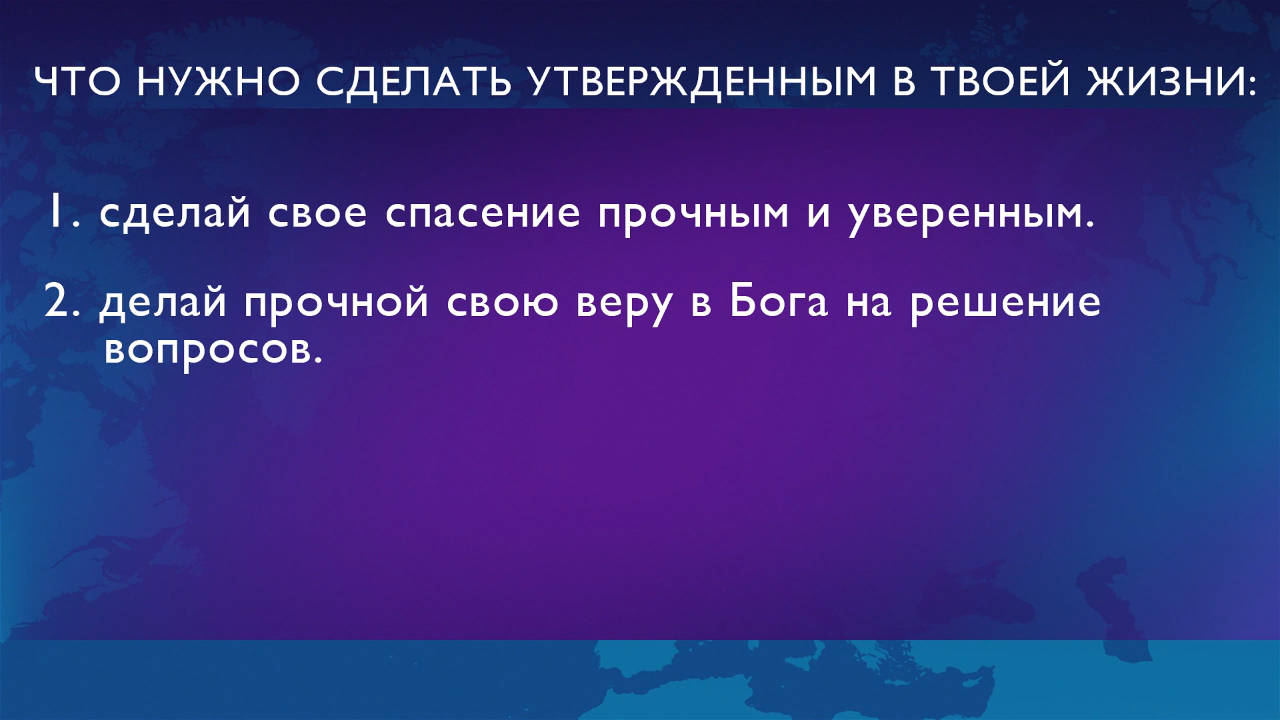 ЧТО НУЖНО СДЕЛАТЬ УТВЕРЖДЕННЫМ В ТВОЕЙ ЖИЗНИ:
1. сделай свое спасение прочным и уверенным.
2. делай прочной свою веру в Бога на решение
вопросов.